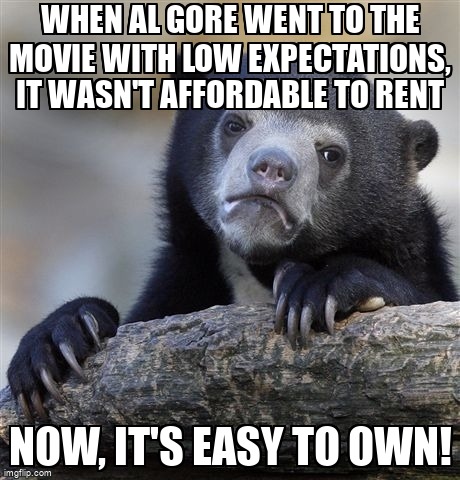 WHEN AL GORE WENT TO THE
MOVIE WITH LOW EXPECTATIONS,
IT WASN'T AFFORDABLE TO RENT
NOW, IT'S EASY TO OWN!
imgflip.com